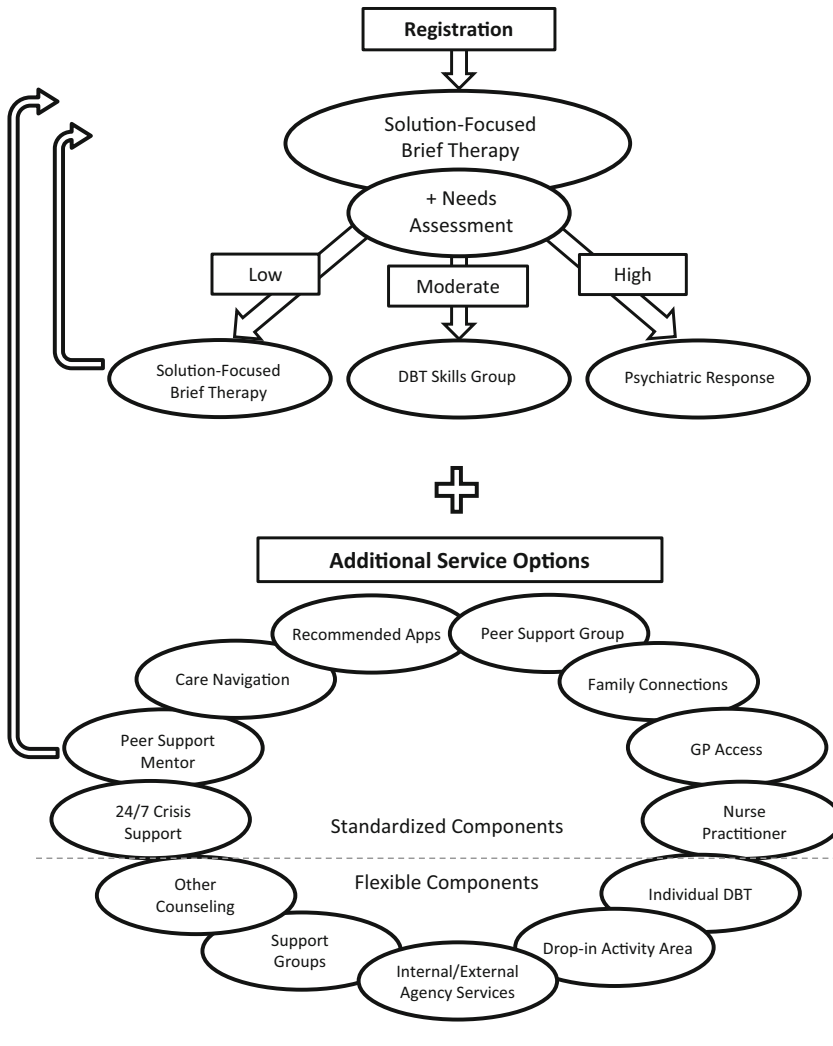 Registration
Solution-Focused
Brief Therapy
+ Needs
Assessment
Low
Moderate
High
Solution-Focused
Brief Therapy
DBT Skills Group
Psychiatric Response
Additional Service Options
Recommended Apps
Peer Support Group
Care Navigation
Family Connections
Peer Support
Mentor
GP Access
24/7 Crisis
Support
Nurse
Practitioner
Standardized Components
Flexible Components
Other
Counseling
Individual DBT
Support
Groups
Drop-in Activity Area
Internal/External
Agency Services